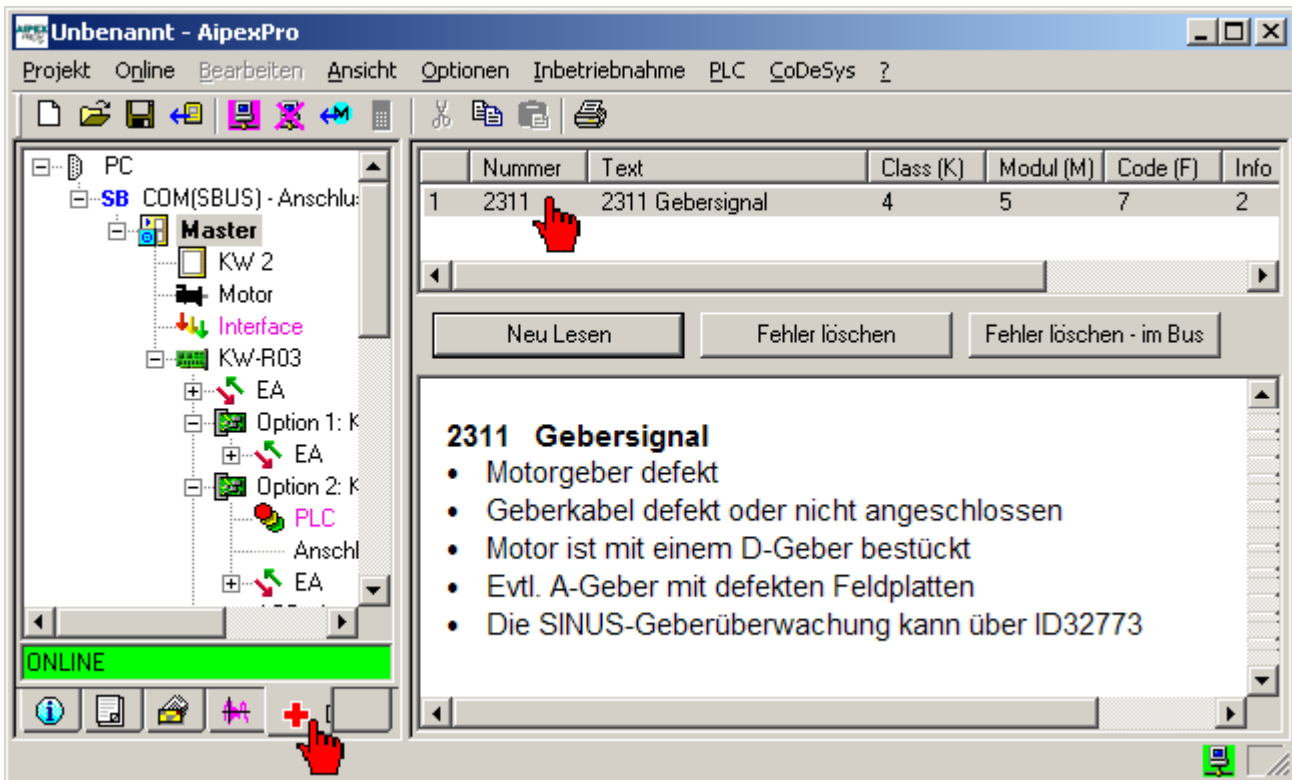 Unbenannt - AipexPro
Projekt Online Bearbeiten Ansicht Optionen Inbetriebnahme PLC CoDeSys ?
PC
SB COM(SBUS) - Anschlu
Master
KW 2
Motor
Interface
KW-R03
EA
Option 1: K
EA
Option 2: K
PLC
Anschl
EA
ONLINE
Nummer Text Class (K) Modul (M) Code (F) Info
1 2311 2311 Gebersignal 4 5 7 2
Neu Lesen Fehler löschen Fehler löschen - im Bus
2311 Gebersignal
• Motorgeber defekt
• Geberkabel defekt oder nicht angeschlossen
• Motor ist mit einem D-Geber bestückt
• Evtl. A-Geber mit defekten Feldplatten
• Die SINUS-Geberüberwachung kann über ID32773